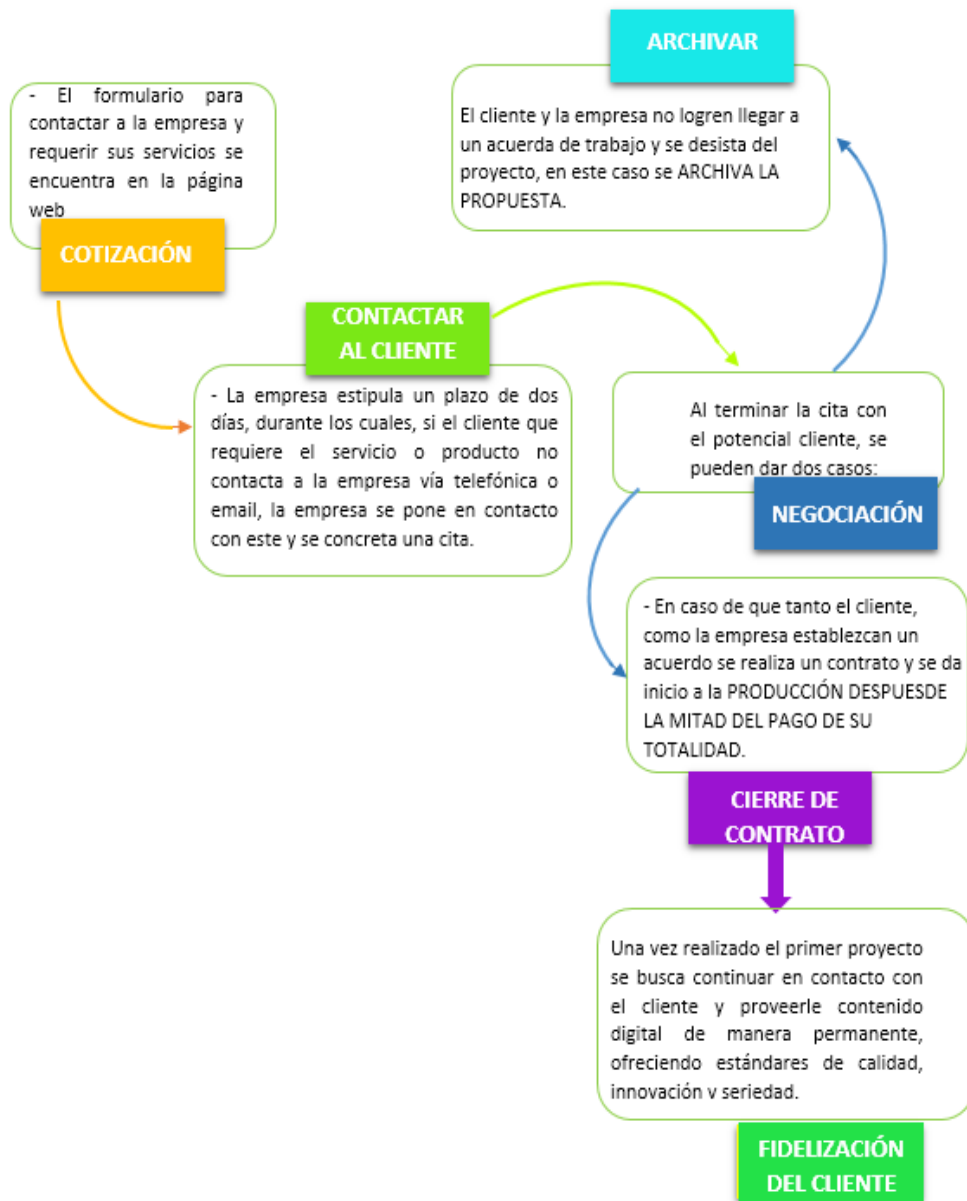 - El formulario para
contactar a la empresa y
requerir sus servicios se
encuentra en la página
web
COTIZACIÓN
CONTACTAR
AL CLIENTE
- La empresa estipula un plazo de dos
días, durante los cuales, si el cliente que
requiere el servicio o producto no
contacta a la empresa vía telefónica o
email, la empresa se pone en contacto
con este y se concreta una cita.
ARCHIVAR
El cliente y la empresa no logren llegar a
un acuerda de trabajo y se desista del
proyecto, en este caso se ARCHIVA LA
PROPUESTA.
Al terminar la cita con
el potencial cliente, se
pueden dar dos casos:
NEGOCIACIÓN
- En caso de que tanto el cliente,
como la empresa establezcan un
acuerdo se realiza un contrato y se da
inicio a la PRODUCCIÓN DESPUESDE
LA MITAD DEL PAGO DE SU
TOTALIDAD.
CIERRE DE
CONTRATO
Una vez realizado el primer proyecto
se busca continuar en contacto con
el cliente y proveerle contenido
digital de manera permanente,
ofreciendo estándares de calidad,
innovación y seriedad.
FIDELIZACIÓN
DEL CLIENTE